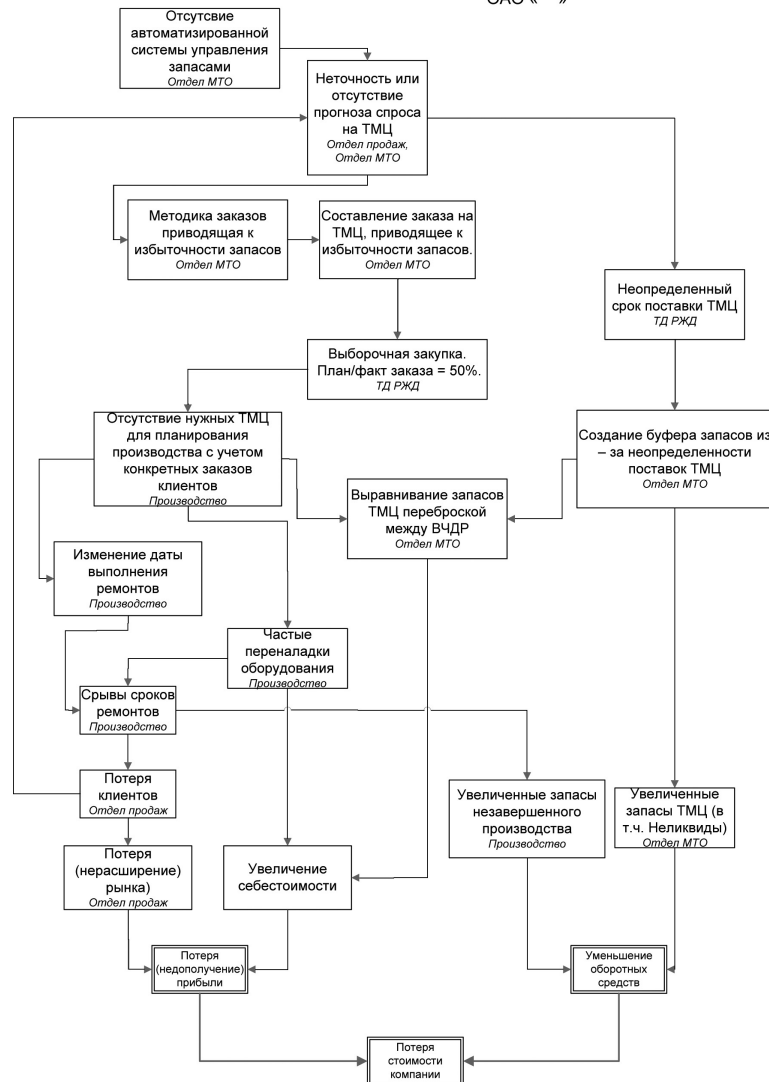 ОАО «    »
Отсутсвие
автоматизированной
системы управления
запасами
Отдел МТО
Неточность или
отсутствие
прогноза спроса
на ТМЦ
Отдел продаж,
Отдел МТО
Методика заказов
приводящая к
избыточности запасов
Отдел МТО
Составление заказа на
ТМЦ, приводящее к
избыточности запасов.
Отдел МТО
Неопределенный
срок поставки ТМЦ
ТД РЖД
Выборочная закупка.
План/факт заказа = 50%.
ТД РЖД
Отсутствие нужных ТМЦ
для планирования
производства с учетом
конкретных заказов
клиентов
Производство
Создание буфера запасов из
– за неопределенности
поставок ТМЦ
Отдел МТО
Выравнивание запасов
ТМЦ переброской
между ВЧДР
Отдел МТО
Изменение даты
выполнения
ремонтов
Производство
Частые
переналадки
оборудования
Производство
Срывы сроков
ремонтов
Производство
Потеря
клиентов
Отдел продаж
Увеличенные запасы
незавершенного
производства
Производство
Увеличенные
запасы ТМЦ (в
т.ч. Неликвиды)
Отдел МТО
Потеря
(нерасширение)
рынка)
Отдел продаж
Увеличение
себестоимости
Потеря
(недополучение)
прибыли
Уменьшение
оборотных
средств
Потеря
стоимости
компании